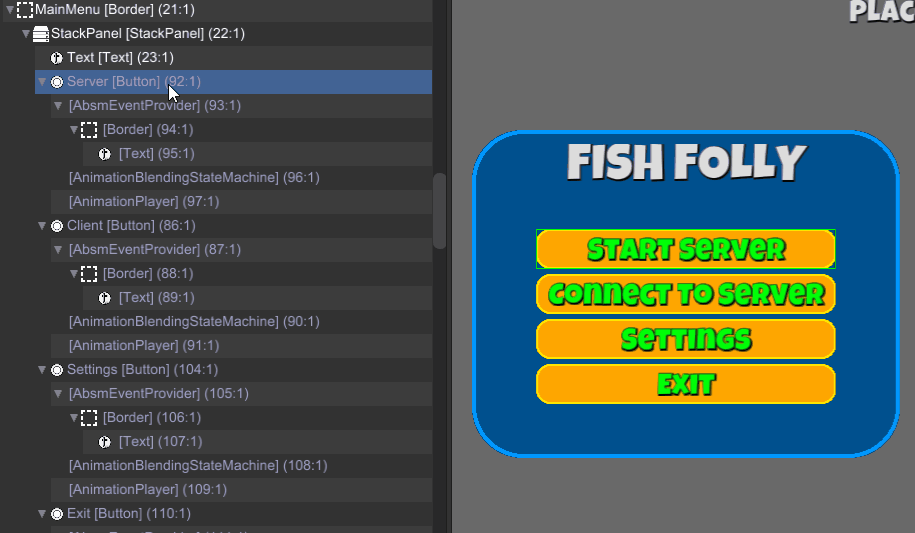 MainMenu [Border] (21:1)
StackPanel [StackPanel] (22:1)
Text [Text] (23:1)
Server [Button] (92:1)
[AbsmEventProvider] (93:1)
[Border] (94:1)
[Text] (95:1)
[AnimationBlendingStateMachine] (96:1)
[AnimationPlayer] (97:1)
Client [Button] (86:1)
[AbsmEventProvider] (87:1)
[Border] (88:1)
[Text] (89:1)
[AnimationBlendingStateMachine] (90:1)
[AnimationPlayer] (91:1)
Settings [Button] (104:1)
[AbsmEventProvider] (105:1)
[Border] (106:1)
[Text] (107:1)
[AnimationBlendingStateMachine] (108:1)
[AnimationPlayer] (109:1)
Exit [Button] (110:1)
PLAC
FISH FOLLY
START SERVER
CONNECT TO SERVER
SETTINGS
EXIT